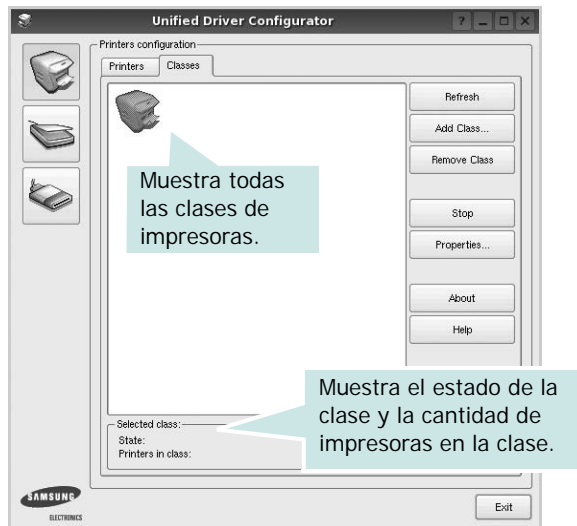 Unified Driver Configurator
Printers configuration
Printers Classes
Refresh
Add Class...
Remove Class
Muestra todas
las clases de
impresoras.
Stop
Properties...
About
Help
Muestra el estado de la
clase y la cantidad de
impresoras en la clase.
Selected class:
State:
Printers in class:
SAMSUNG
ELECTRONICS
Exit